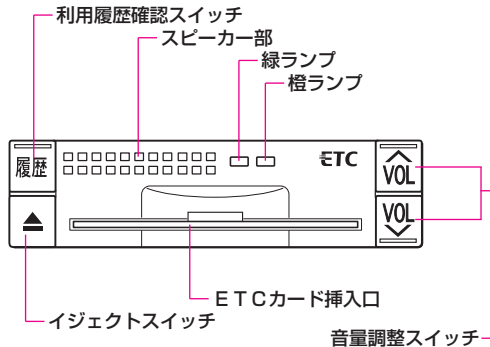 利用履歴確認スイッチ
スピーカー部
緑ランプ
橙ランプ
履歴
ETC
VOL
VOL
ETCカード挿入口
イジェクトスイッチ
音量調整スイッチ